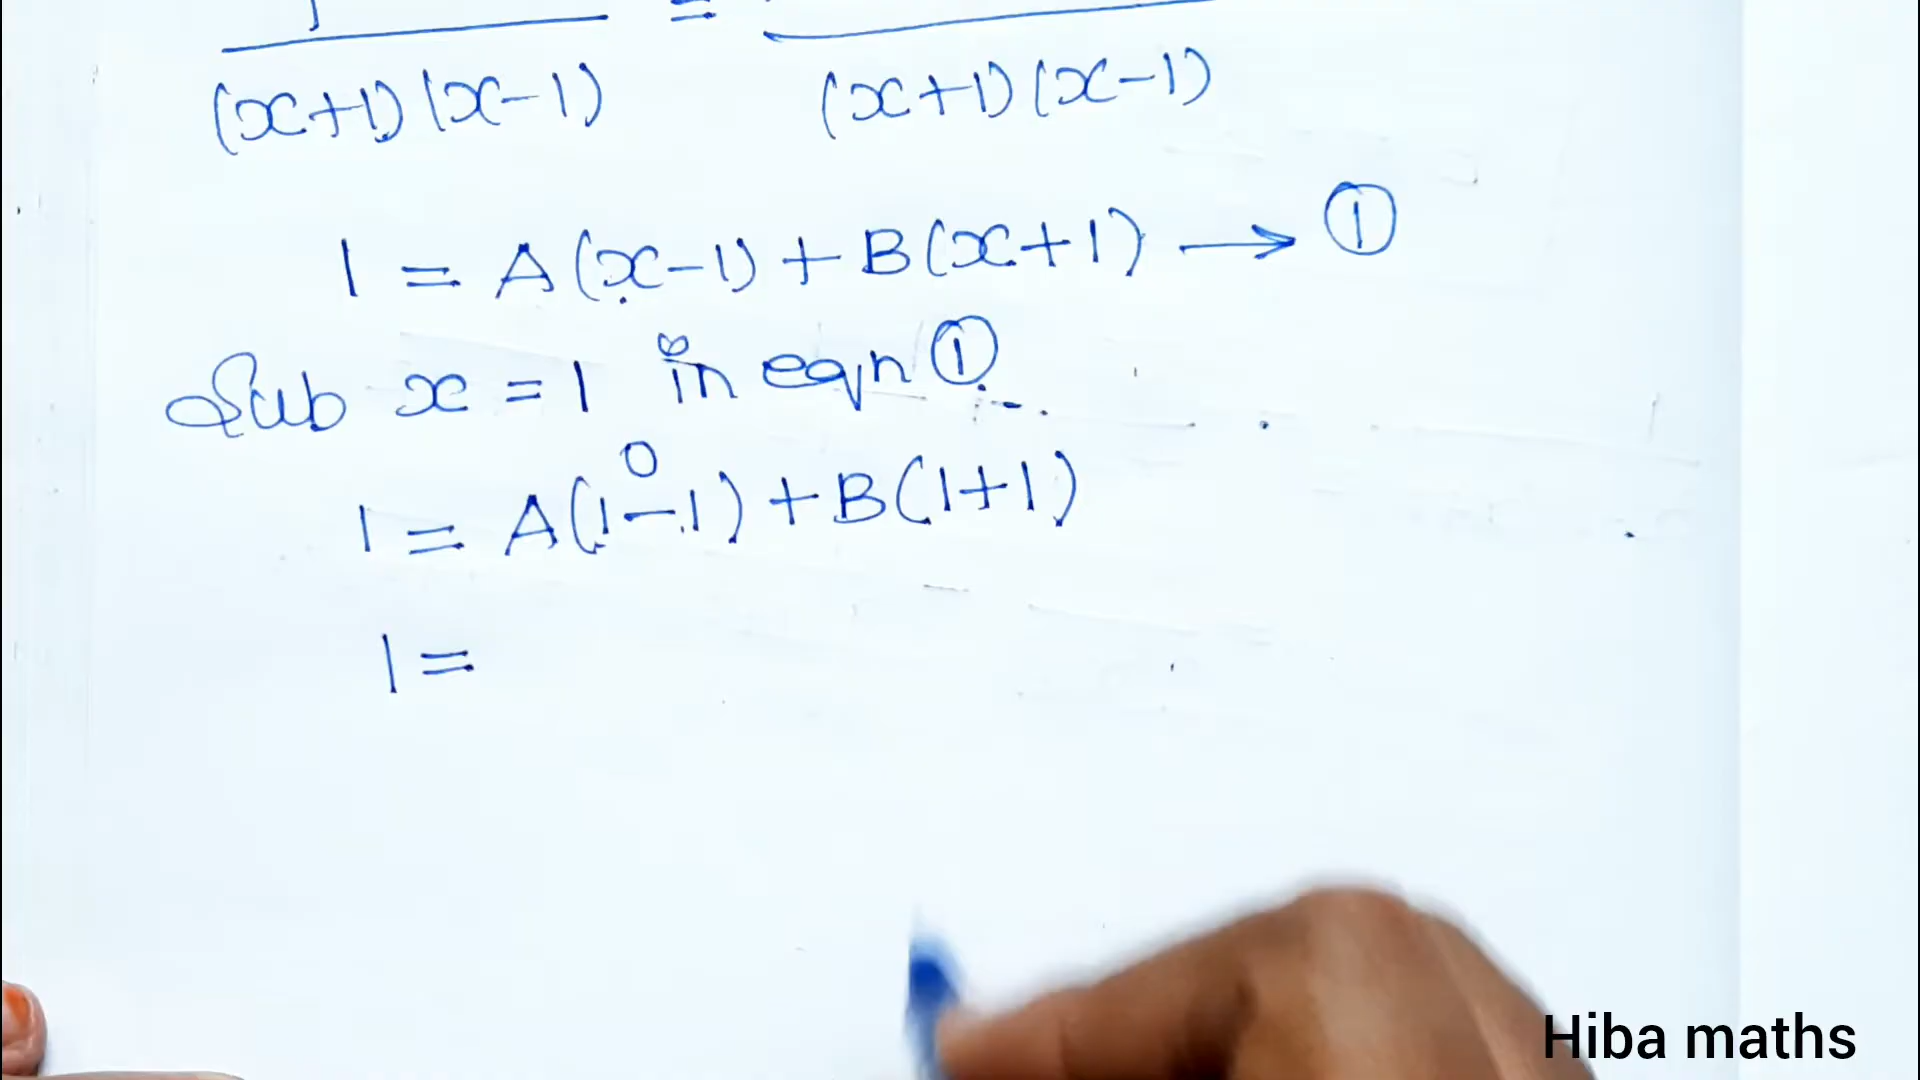 1 =
(x+1)(x-1) (x+1)(x-1)
1 = A(x-1) + B(x+1) → ①
Sub x = 1 in eqn ①
0
1 = A(1-1) + B(1+1)
1 =
Hiba maths